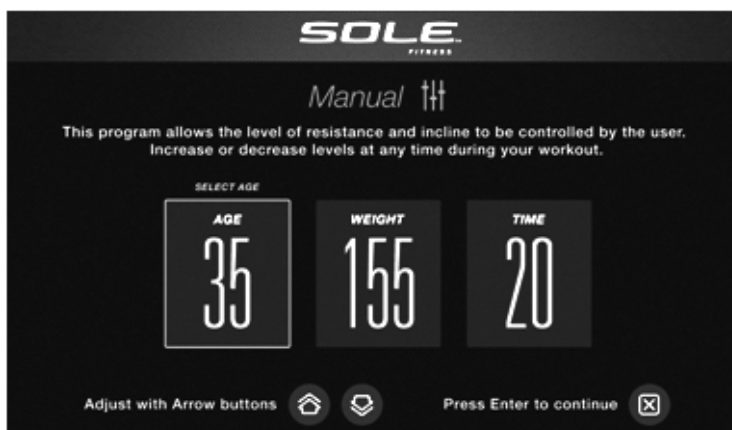 SOLE
FITNESS
Manual
This program allows the level of resistance and incline to be controlled by the user.
Increase or decrease levels at any time during your workout.
SELECT AGE
AGE
35
WEIGHT
155
TIME
20
Adjust with Arrow buttons
Press Enter to continue